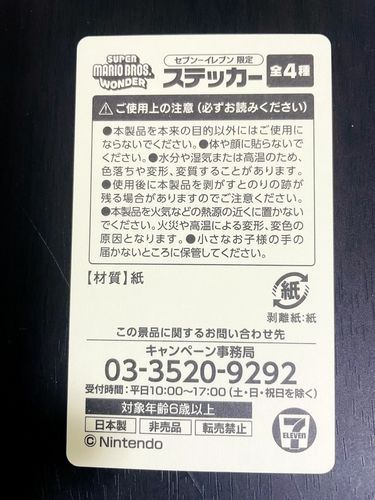 SUPER
MARIO BROS.
WONDER
セブン-イレブン 限定
ステッカー
全4種
⚠ご使用上の注意(必ずお読みください)
●本製品を本来の目的以外にはご使用に
ならないでください。●体や顔に貼らないで
ください。●水分や湿気または高温のため、
色落ちや変形、変質することがあります。
●使用後に本製品を剥がすとのりの跡が
残る場合がありますのでご注意ください。
●本製品を火気などの熱源の近くに置かない
でください。火災や高温による変形、変色の
原因となります。●小さなお子様の手の
届かないところに保管してください。
【材質】紙
紙
剥離紙:紙
この景品に関するお問い合わせ先
キャンペーン事務局
03-3520-9292
受付時間:平日10:00〜17:00(土・日・祝日を除く)
対象年齢6歳以上
日本製 非売品 転売禁止
© Nintendo
7
ELEVEN